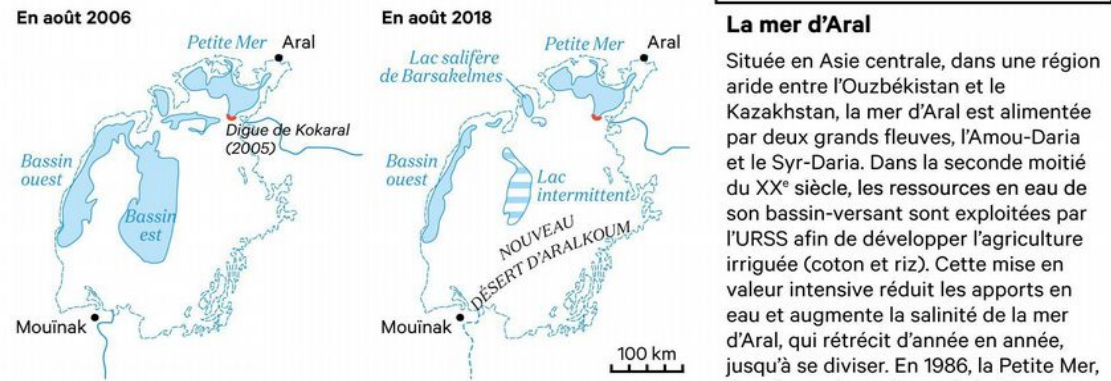 En août 2006
Petite Mer
Aral
Digue de Kokaral
(2005)
Bassin
ouest
Bassin
est
Mouïnak
En août 2018
Petite Mer
Aral
Lac salifère
de Barsakelmes
Bassin
ouest
Lac
intermittent
NOUVEAU
DÉSERT D'ARALKOUM
Mouïnak
100 km
La mer d'Aral
Située en Asie centrale, dans une région
aride entre l'Ouzbékistan et le
Kazakhstan, la mer d'Aral est alimentée
par deux grands fleuves, l'Amou-Daria
et le Syr-Daria. Dans la seconde moitié
du XXe siècle, les ressources en eau de
son bassin-versant sont exploitées par
l'URSS afin de développer l'agriculture
irriguée (coton et riz). Cette mise en
valeur intensive réduit les apports en
eau et augmente la salinité de la mer
d'Aral, qui rétrécit d'année en année,
jusqu'à se diviser. En 1986, la Petite Mer,